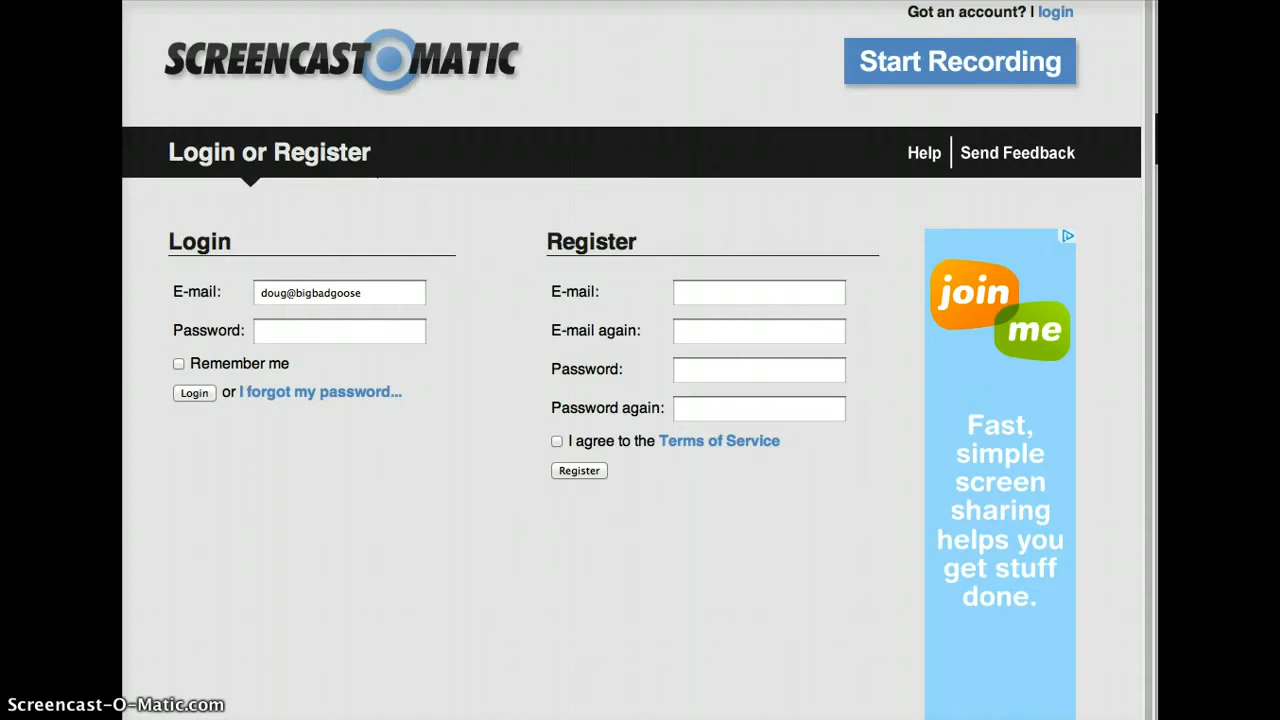 Got an account? I login
SCREENCAST O MATIC
Start Recording
Login or Register
Help
Send Feedback
Login
E-mail:
doug@bigbadgoose
Password:
Remember me
Login or I forgot my password...
Register
E-mail:
E-mail again:
Password:
Password again:
I agree to the Terms of Service
Register
join
me
Fast,
simple
screen
sharing
helps you
get stuff
done.
Screencast-O-Matic.com